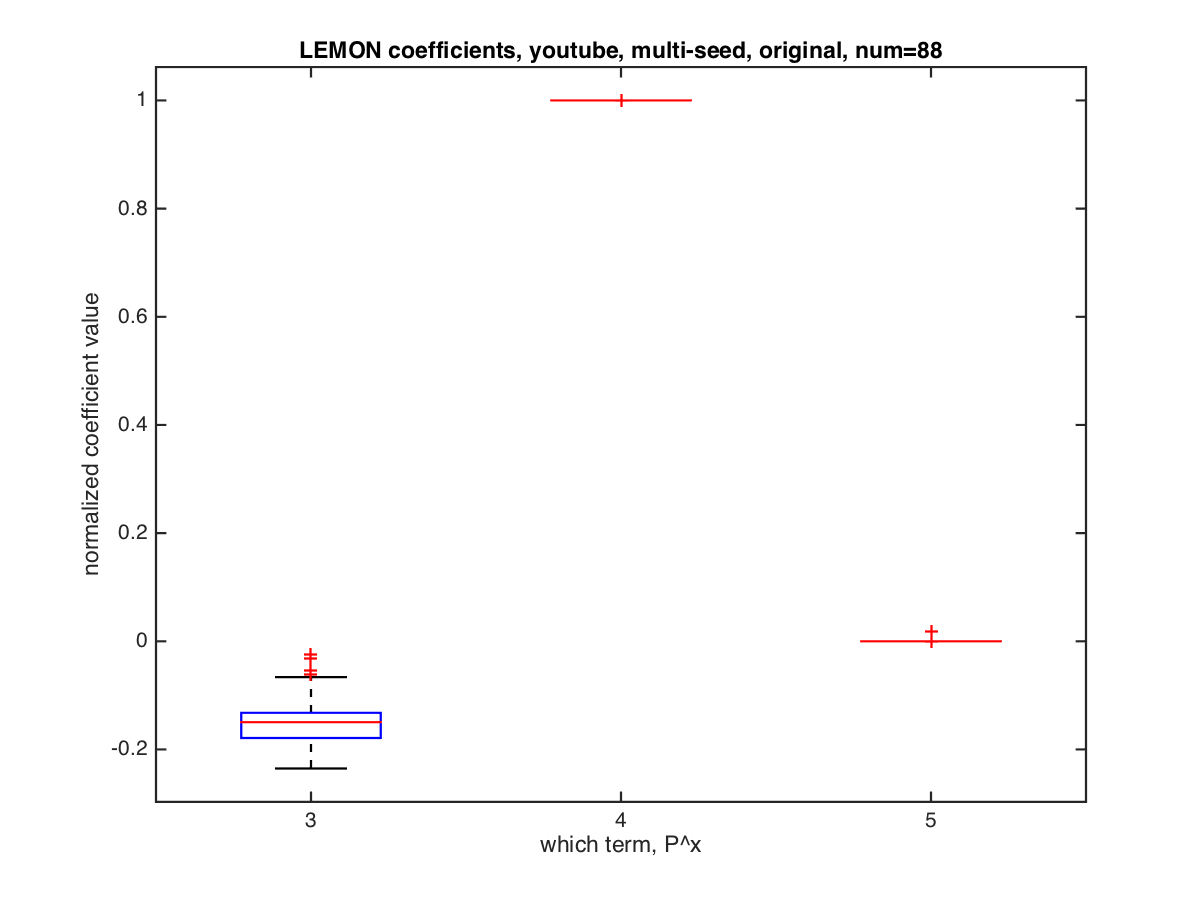 LEMON coefficients, youtube, multi-seed, original, num=88
1
0.8
0.6
0.4
0.2
0
-0.2
normalized coefficient value
3 4 5
which term, P^x